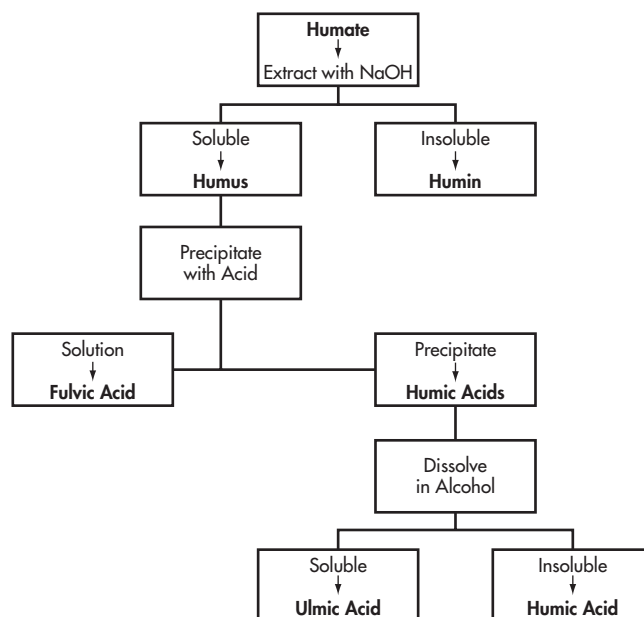 Humate
Extract with NaOH
Soluble
Humus
Insoluble
Humin
Precipitate
with Acid
Solution
Fulvic Acid
Precipitate
Humic Acids
Dissolve
in Alcohol
Soluble
Ulmic Acid
Insoluble
Humic Acid